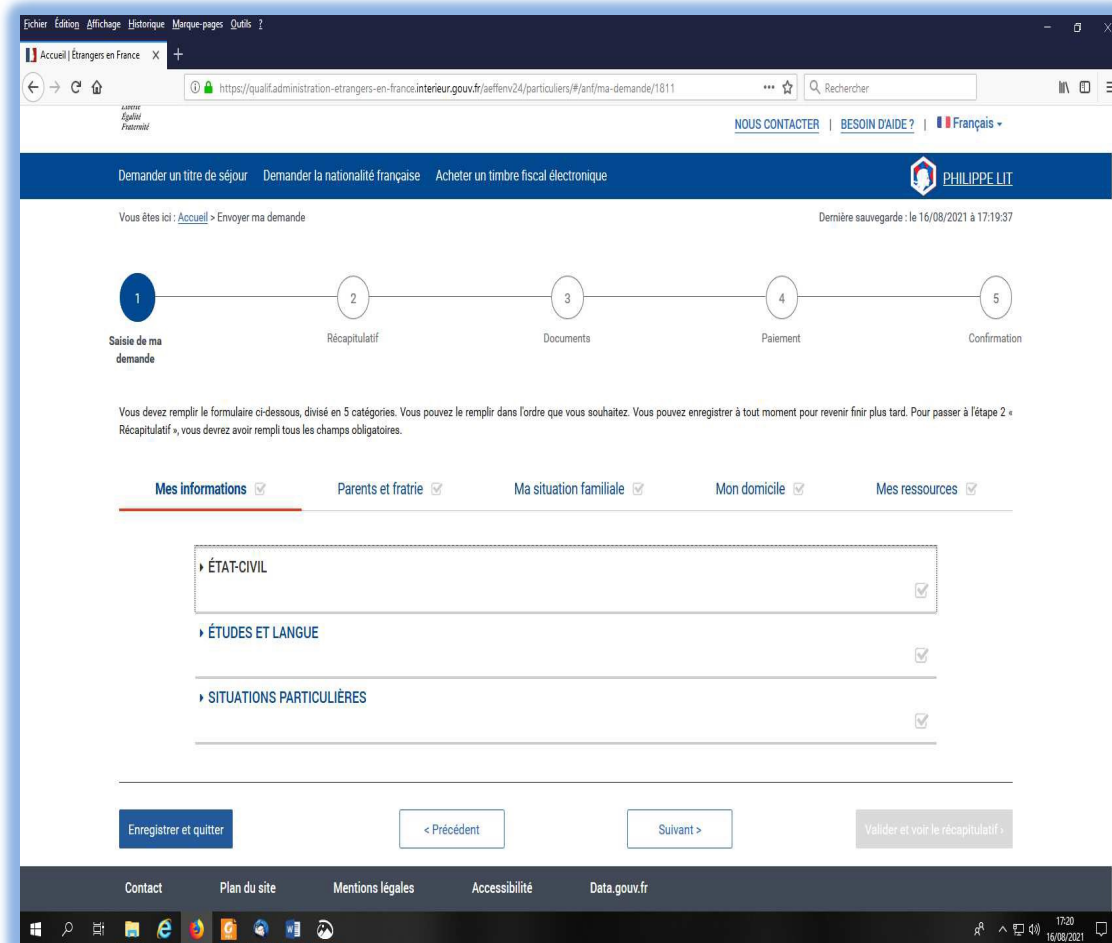 Fichier Édition Affichage Historique Marque-pages Outils ?
Accueil | Étrangers en France X +
https://qualif.administration-etrangers-en-france.interieur.gouv.fr/aeffenv24/particuliers/#/anf/ma-demande/1811
Rechercher
Liberté
Égalité
Fraternité
NOUS CONTACTER | BESOIN D'AIDE ? | Français
Demander un titre de séjour Demander la nationalité française Acheter un timbre fiscal électronique PHILIPPE LIT
Vous êtes ici : Accueil > Envoyer ma demande Dernière sauvegarde : le 16/08/2021 à 17:19:37
1 2 3 4 5
Saisie de ma demande
Récapitulatif
Documents
Paiement
Confirmation
Vous devez remplir le formulaire ci-dessous, divisé en 5 catégories. Vous pouvez le remplir dans l'ordre que vous souhaitez. Vous pouvez enregistrer à tout moment pour revenir finir plus tard. Pour passer à l'étape 2 «
Récapitulatif », vous devrez avoir rempli tous les champs obligatoires.
Mes informations Parents et fratrie Ma situation familiale Mon domicile Mes ressources
ÉTAT-CIVIL
ÉTUDES ET LANGUE
SITUATIONS PARTICULIÈRES
Enregistrer et quitter < Précédent Suivant > Valider et voir le récapitulatif >
Contact Plan du site Mentions légales Accessibilité Data.gouv.fr
17:20
16/08/2021